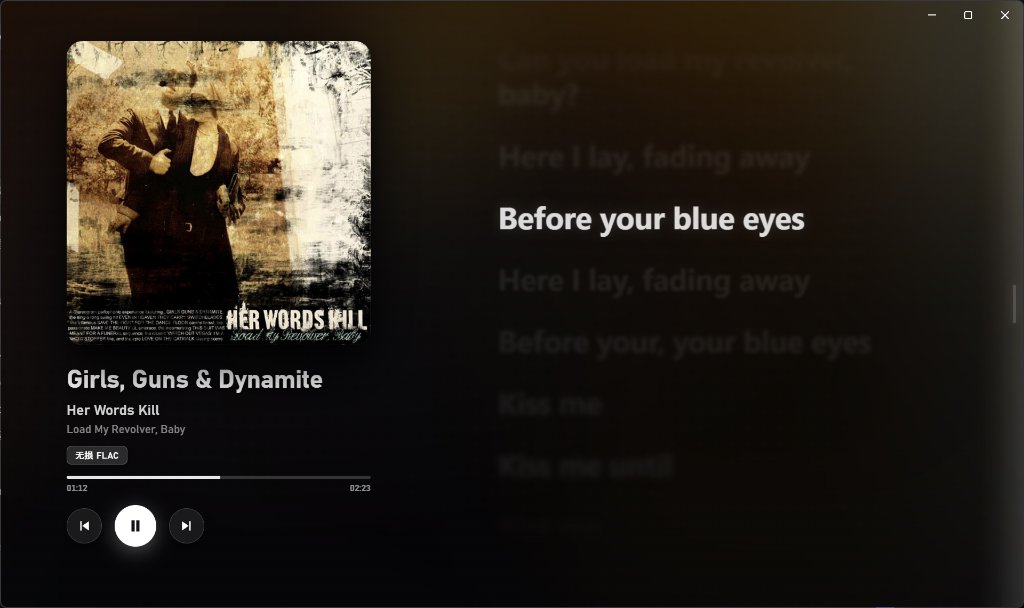 HER WORDS KILL
Load My Revolver, Baby
Girls, Guns & Dynamite
Her Words Kill
Load My Revolver, Baby
无损 FLAC
01:12
02:23
Can you read my revolver,
baby?
Here I lay, fading away
Before your blue eyes
Here I lay, fading away
Before your, your blue eyes
Kiss me
Kiss me until